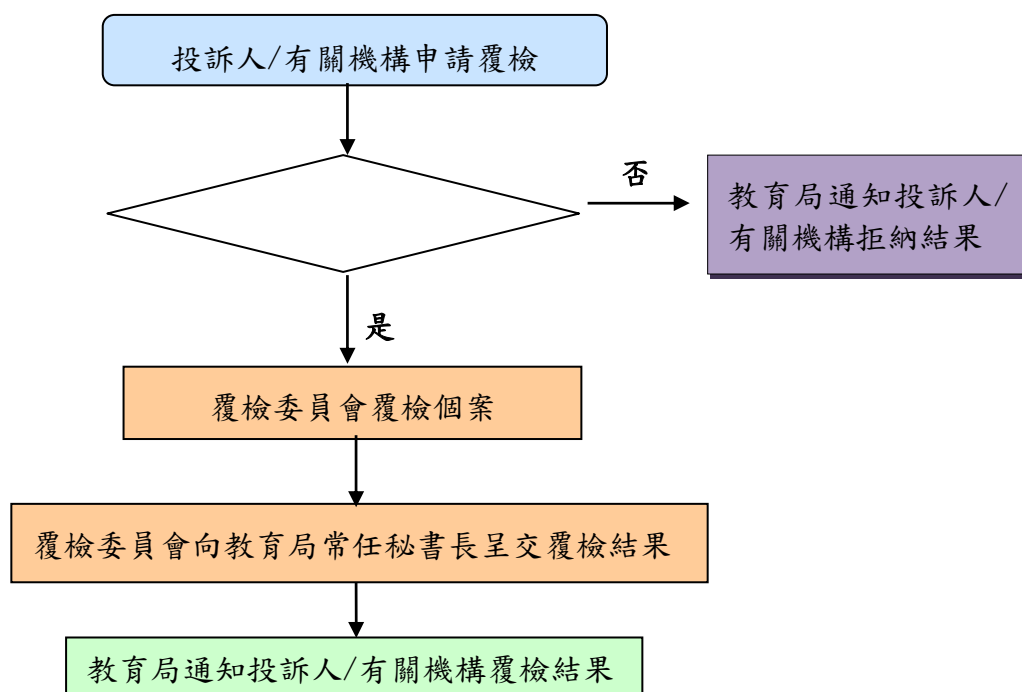 投訴人/有關機構申請覆檢
否
教育局通知投訴人/
有關機構拒納結果
是
覆檢委員會覆檢個案
覆檢委員會向教育局常任秘書長呈交覆檢結果
教育局通知投訴人/有關機構覆檢結果